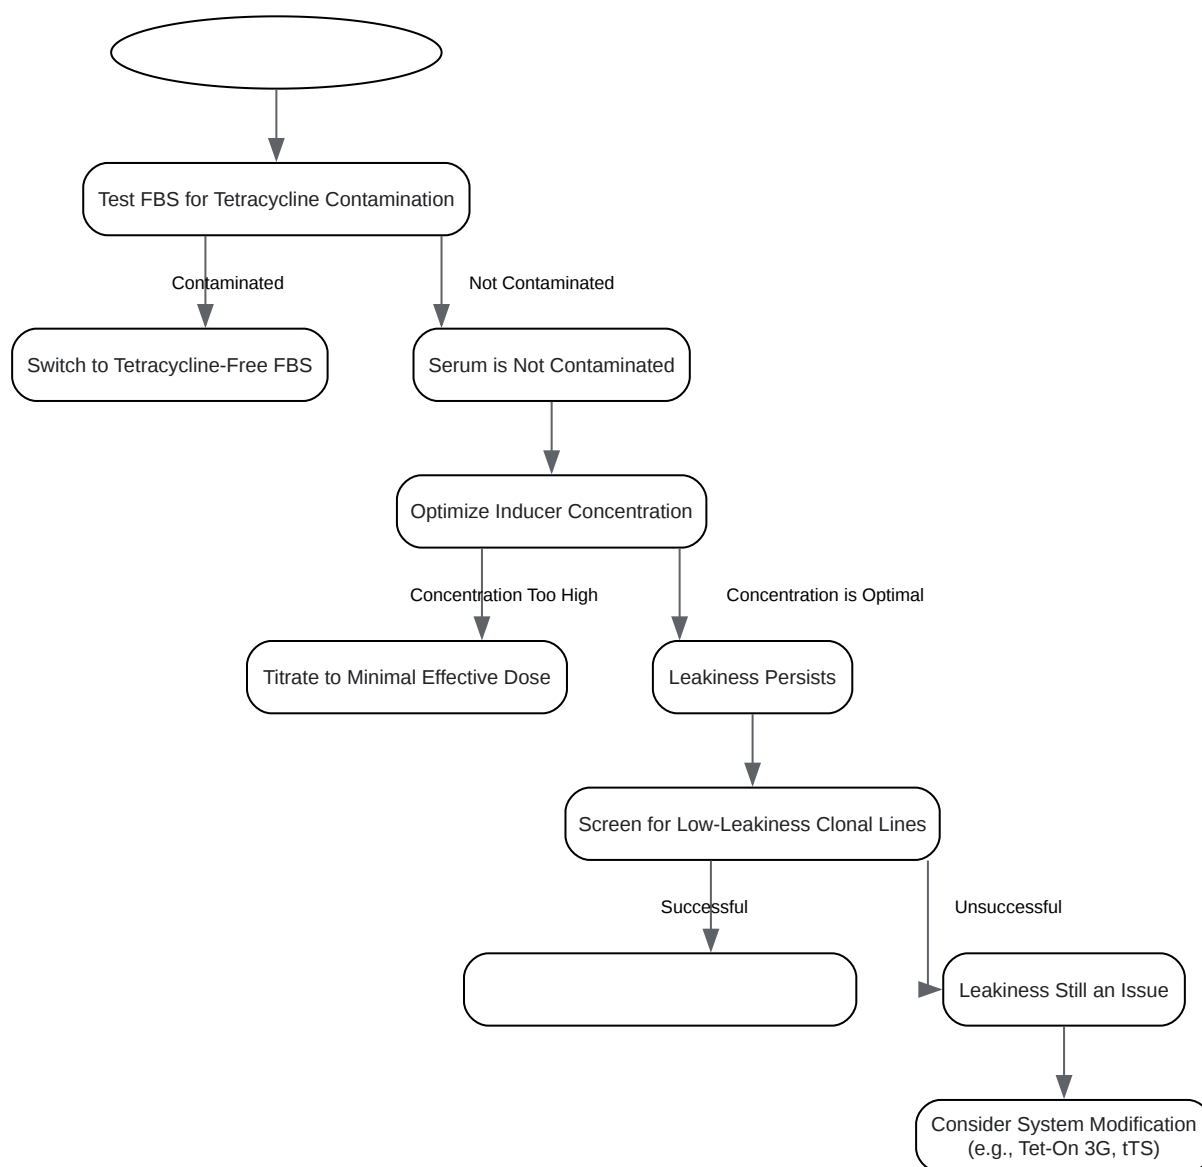 Test FBS for Tetracycline Contamination
Contaminated
Not Contaminated
Switch to Tetracycline-Free FBS
Serum is Not Contaminated
Optimize Inducer Concentration
Concentration Too High
Concentration is Optimal
Titrate to Minimal Effective Dose
Leakiness Persists
Screen for Low-Leakiness Clonal Lines
Successful
Unsuccessful
Leakiness Still an Issue
Consider System Modification
(e.g., Tet-On 3G, tTS)